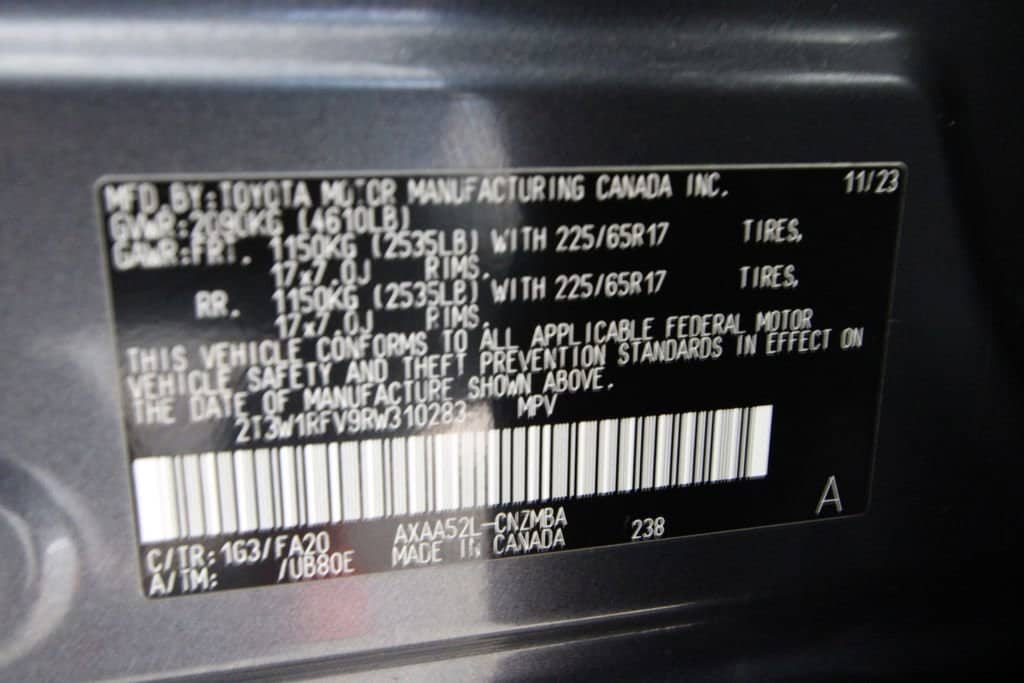 MFD BY:TOYOTA MOTOR MANUFACTURING CANADA INC. 11/23
GVWR:2090KG (4610LB)
GAWR:FRT. 1150KG (2535LB) WITH 225/65R17 TIRES,
17x7.0J RIMS.
RR. 1150KG (2535LB) WITH 225/65R17 TIRES,
17x7.0J RIMS.
THIS VEHICLE CONFORMS TO ALL APPLICABLE FEDERAL MOTOR
VEHICLE SAFETY AND THEFT PREVENTION STANDARDS IN EFFECT ON
THE DATE OF MANUFACTURE SHOWN ABOVE.
2T3W1RFV9RW310283 MPV
A
C/TR:1G3/FA20 AXAA52L-CNZMBA 238
A/TM: /UB80E MADE IN CANADA